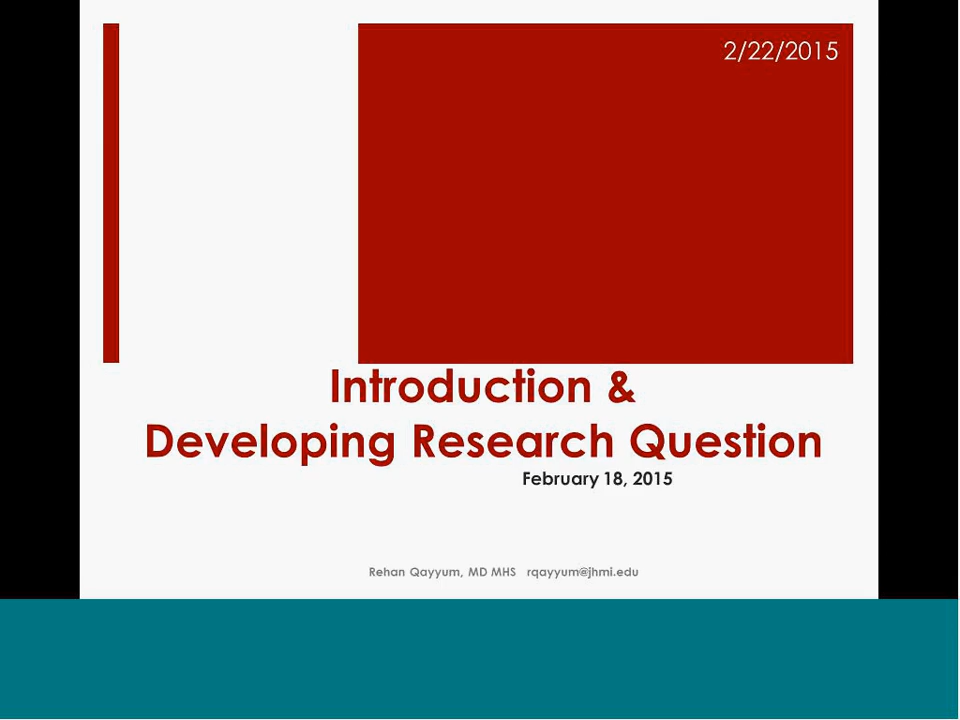 2/22/2015
Introduction &
Developing Research Question
February 18, 2015
Rehan Qayyum, MD MHS rqayyum@jhmi.edu